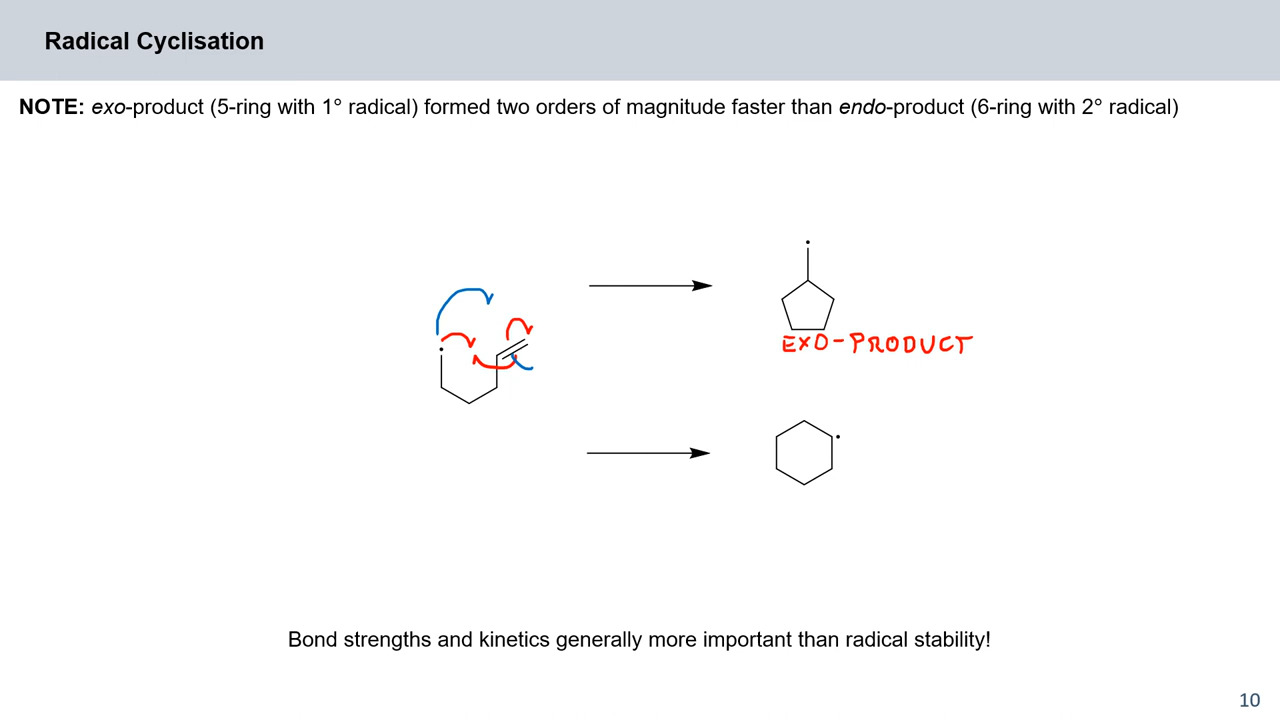 Radical Cyclisation
NOTE: exo-product (5-ring with 1° radical) formed two orders of magnitude faster than endo-product (6-ring with 2° radical)
EXO-PRODUCT
Bond strengths and kinetics generally more important than radical stability!
10